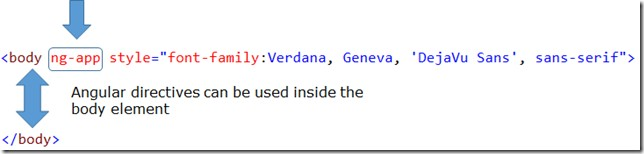 <body ng-app style="font-family:Verdana, Geneva, 'DejaVu Sans', sans-serif">
Angular directives can be used inside the
body element
</body>